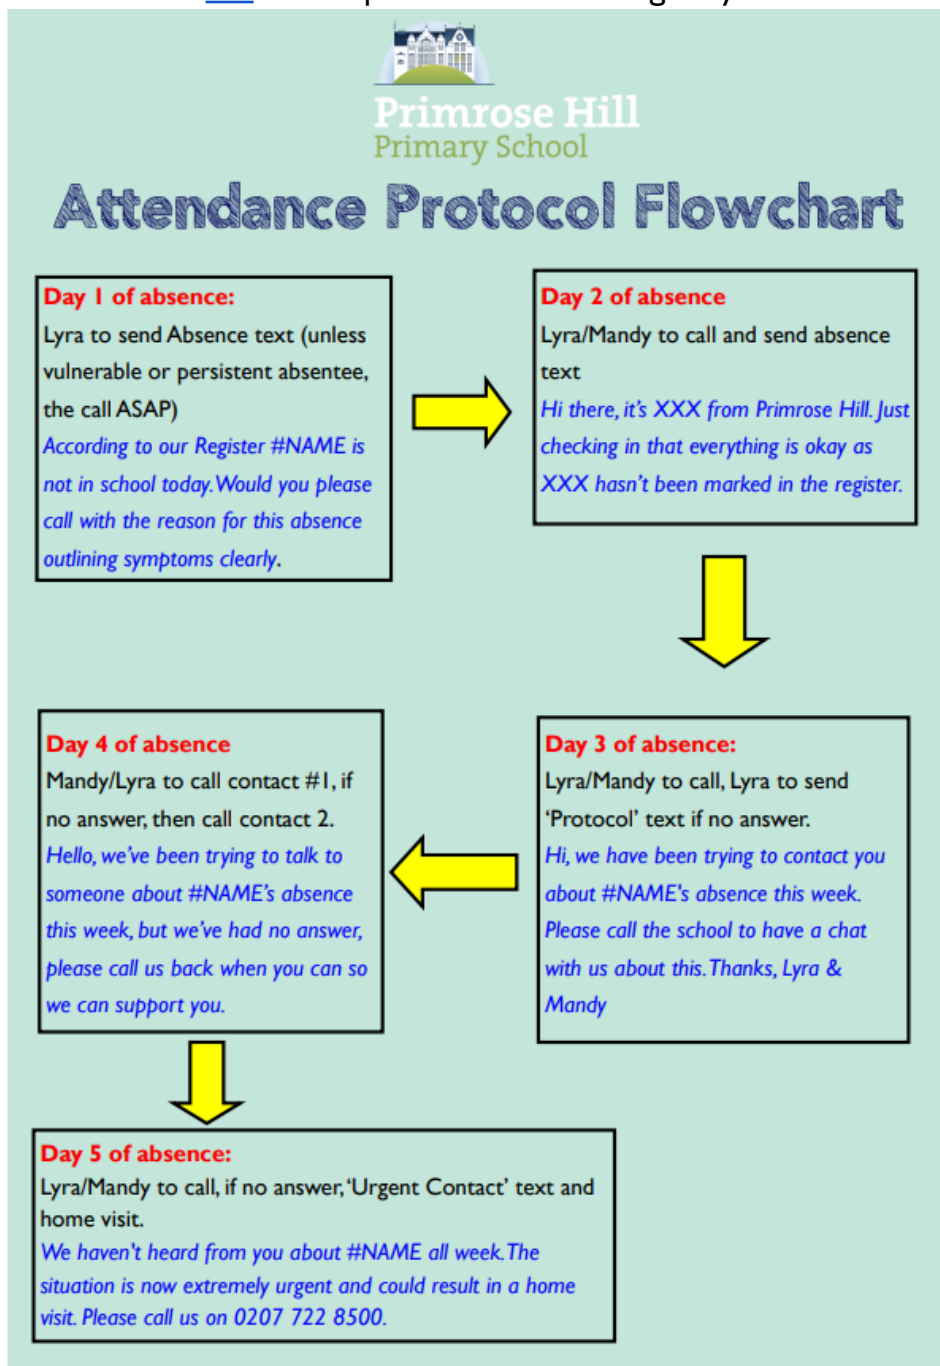 Primrose Hill
Primary School
Attendance Protocol Flowchart
Day 1 of absence:
Lyra to send Absence text (unless
vulnerable or persistent absentee,
the call ASAP)
According to our Register #NAME is
not in school today. Would you please
call with the reason for this absence
outlining symptoms clearly.
Day 2 of absence
Lyra/Mandy to call and send absence
text
Hi there, it's XXX from Primrose Hill. Just
checking in that everything is okay as
XXX hasn't been marked in the register.
Day 3 of absence:
Lyra/Mandy to call, Lyra to send
‘Protocol’ text if no answer.
Hi, we have been trying to contact you
about #NAME's absence this week.
Please call the school to have a chat
with us about this. Thanks, Lyra &
Mandy
Day 4 of absence
Mandy/Lyra to call contact #1, if
no answer, then call contact 2.
Hello, we've been trying to talk to
someone about #NAME's absence
this week, but we've had no answer,
please call us back when you can so
we can support you.
Day 5 of absence:
Lyra/Mandy to call, if no answer, ‘Urgent Contact’ text and
home visit.
We haven't heard from you about #NAME all week. The
situation is now extremely urgent and could result in a home
visit. Please call us on 0207 722 8500.